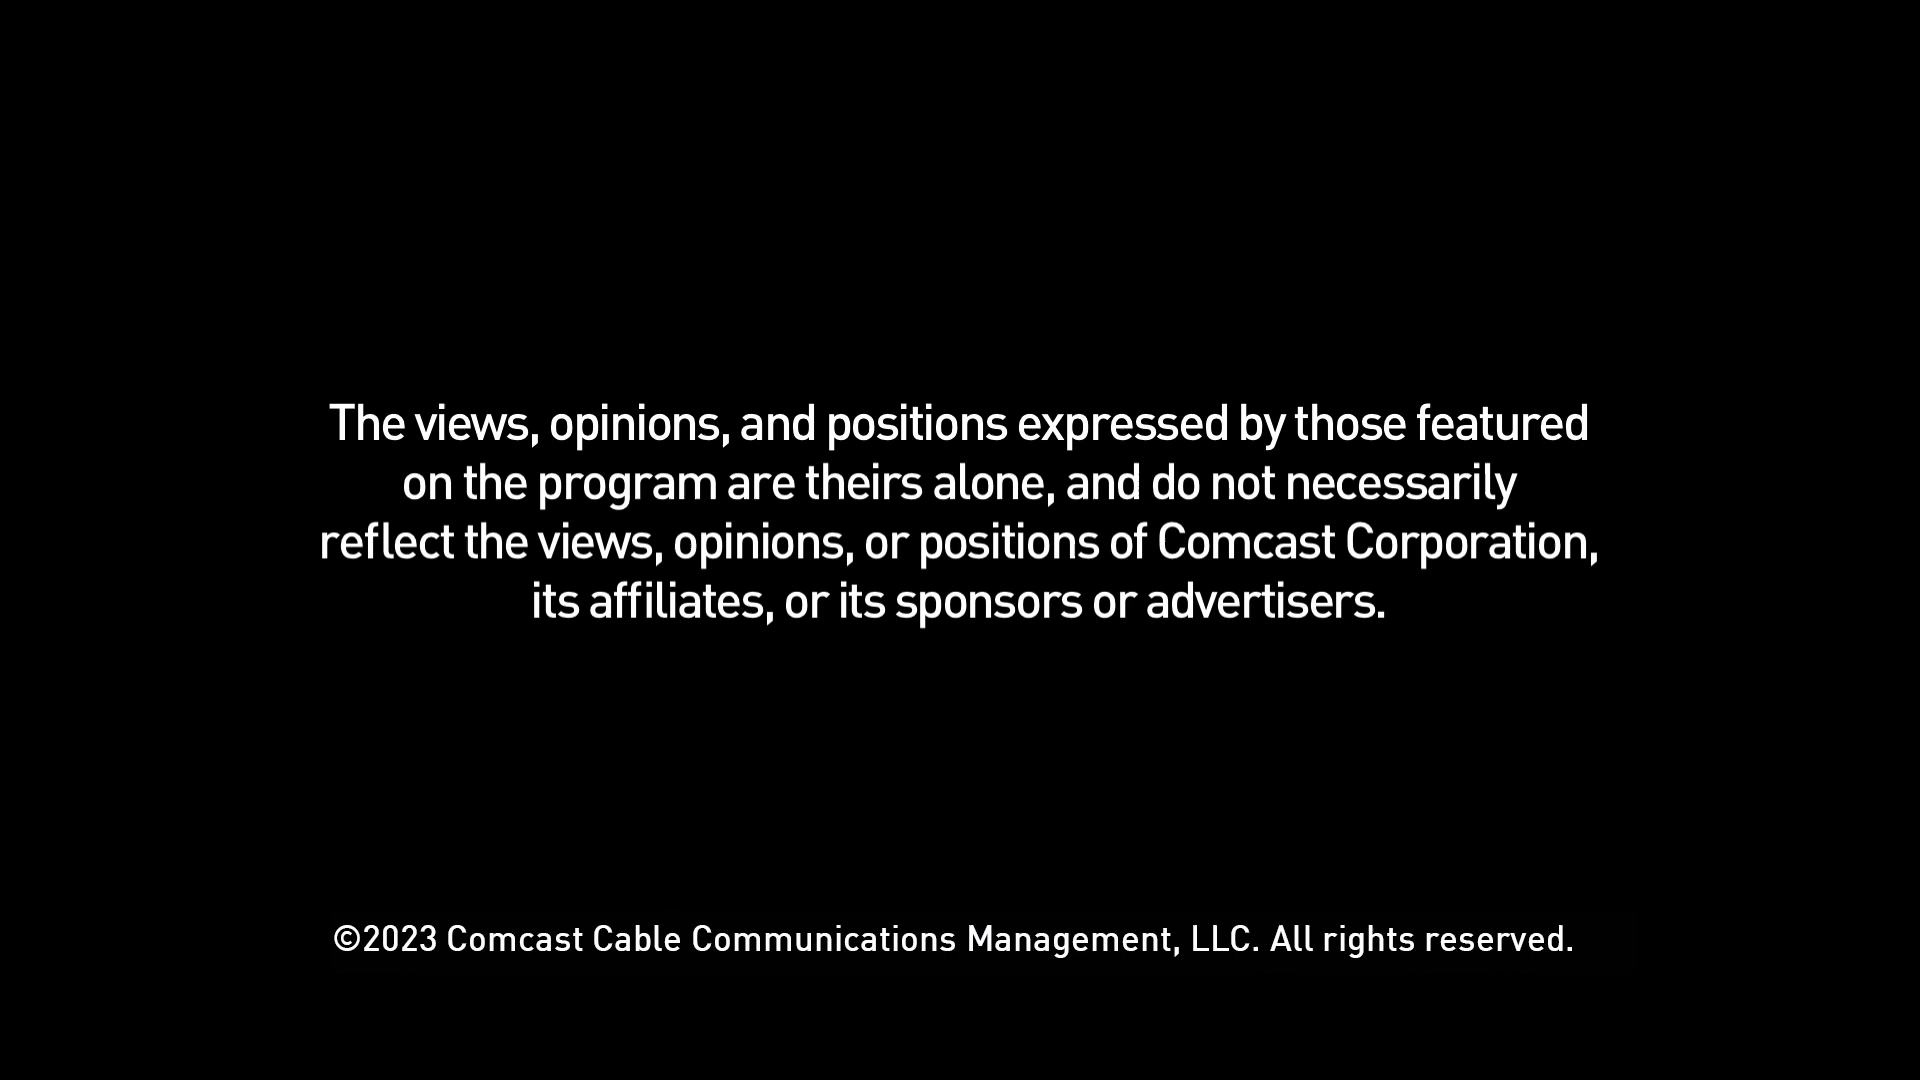 The views, opinions, and positions expressed by those featured
on the program are theirs alone, and do not necessarily
reflect the views, opinions, or positions of Comcast Corporation,
its affiliates, or its sponsors or advertisers.
©2023 Comcast Cable Communications Management, LLC. All rights reserved.